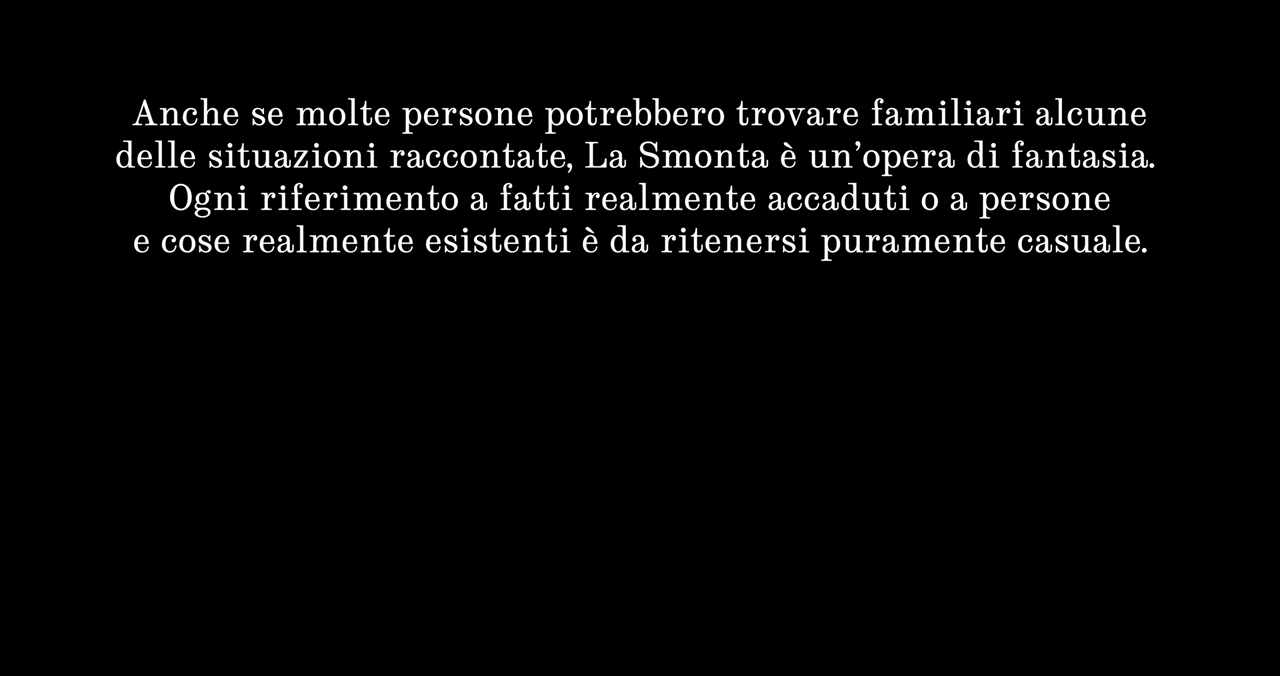 Anche se molte persone potrebbero trovare familiari alcune
delle situazioni raccontate, La Smonta è un’opera di fantasia.
Ogni riferimento a fatti realmente accaduti o a persone
e cose realmente esistenti è da ritenersi puramente casuale.